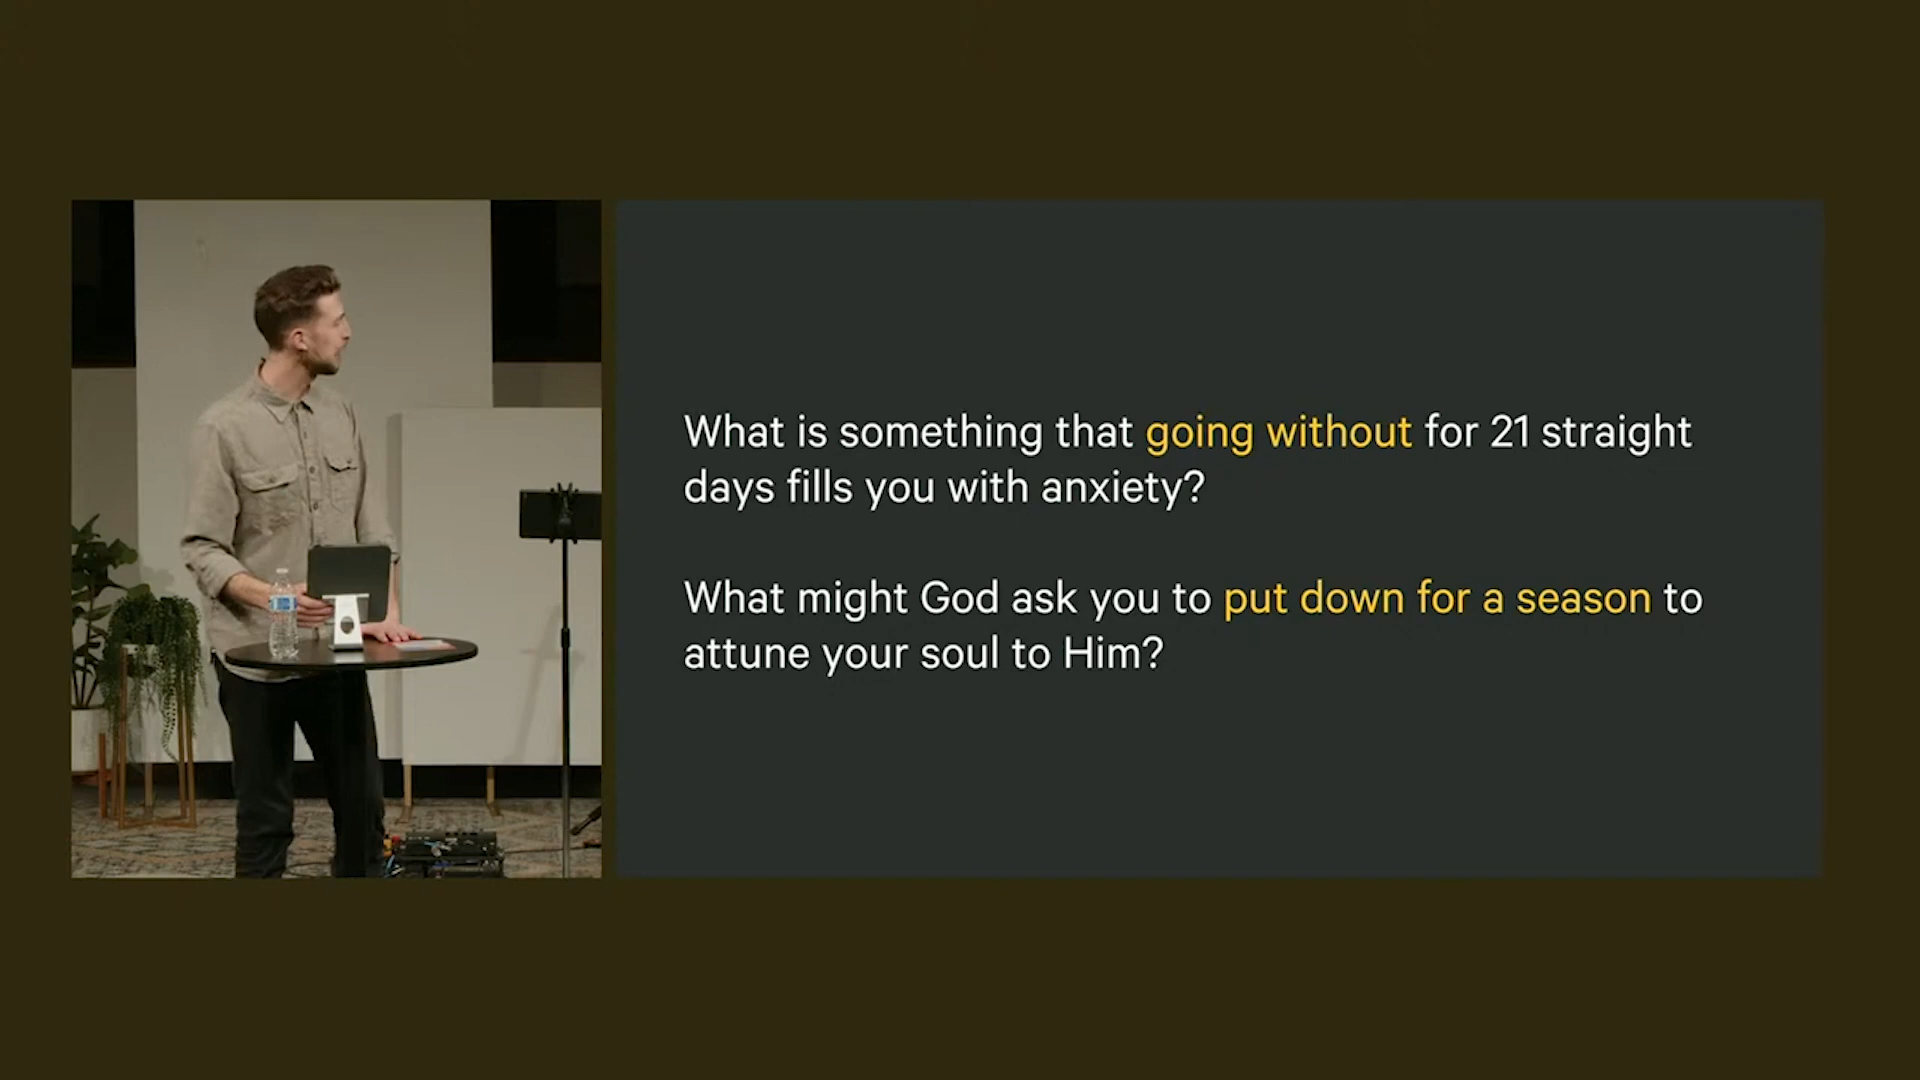 What is something that going without for 21 straight
days fills you with anxiety?
What might God ask you to put down for a season to
attune your soul to Him?